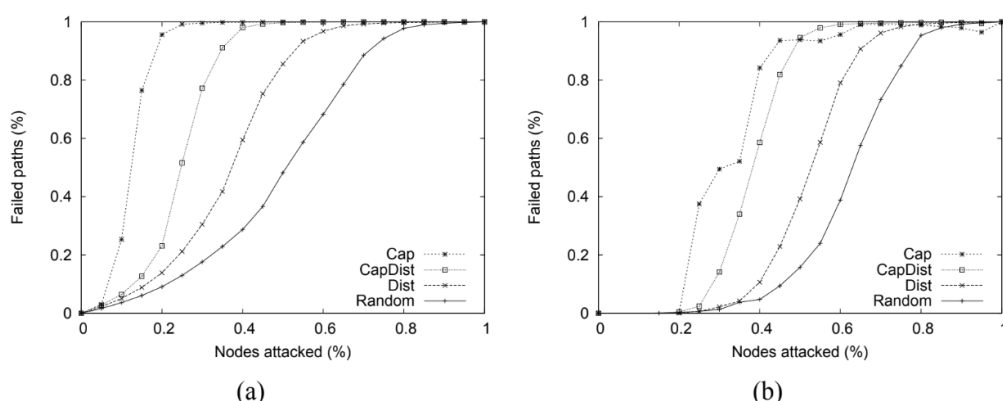 1
0.8
0.6
0.4
0.2
0
Failed paths (%)
Cap
CapDist
Dist
Random
0 0.2 0.4 0.6 0.8 1
Nodes attacked (%)
(a)
1
0.8
0.6
0.4
0.2
0
Failed paths (%)
Cap
CapDist
Dist
Random
0 0.2 0.4 0.6 0.8 1
Nodes attacked (%)
(b)